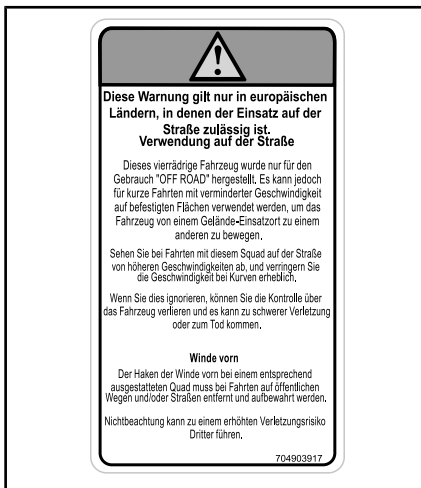 Diese Warnung gilt nur in europäischen
Ländern, in denen der Einsatz auf der
Straße zulässig ist.
Verwendung auf der Straße
Dieses vierrädrige Fahrzeug wurde nur für den
Gebrauch "OFF ROAD" hergestellt. Es kann jedoch
für kurze Fahrten mit verminderter Geschwindigkeit
auf befestigten Flächen verwendet werden, um das
Fahrzeug von einem Gelände-Einsatzort zu einem
anderen zu bewegen.
Sehen Sie bei Fahrten mit diesem Squad auf der Straße
von höheren Geschwindigkeiten ab, und verringern Sie
die Geschwindigkeit bei Kurven erheblich.
Wenn Sie dies ignorieren, können Sie die Kontrolle über
das Fahrzeug verlieren und es kann zu schwerer Verletzung
oder zum Tod kommen.
Winde vorn
Der Haken der Winde vorn bei einem entsprechend
ausgestatteten Quad muss bei Fahrten auf öffentlichen
Wegen und/oder Straßen entfernt und aufbewahrt werden.
Nichtbeachtung kann zu einem erhöhten Verletzungsrisiko
Dritter führen.
704903917